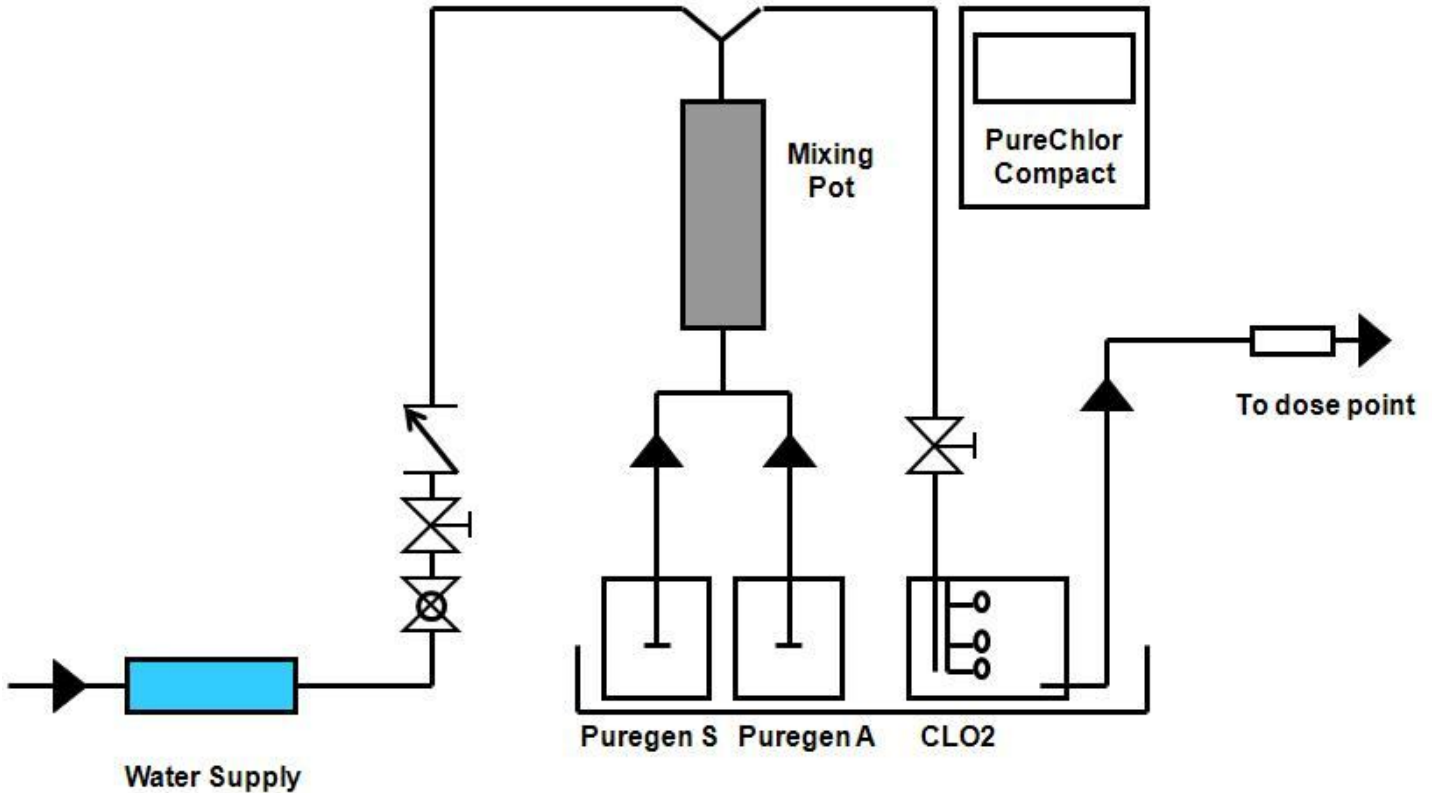 PureChlor
Compact
Mixing
Pot
To dose point
Puregen S
Puregen A
CLO2
Water Supply